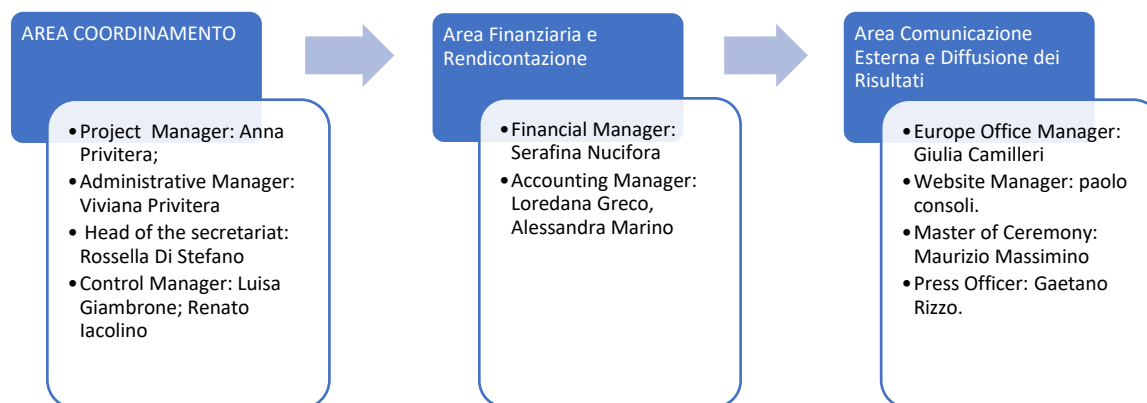 AREA COORDINAMENTO
•Project  Manager: Anna
Privitera;
•Administrative Manager:
Viviana Privitera
• Head of the secretariat:
Rossella Di Stefano
•Control Manager: Luisa
Giambrone; Renato
Iacolino
Area Finanziaria e
Rendicontazione
•Financial Manager:
Serafina Nucifora
•Accounting Manager:
Loredana Greco,
Alessandra Marino
Area Comunicazione
Esterna e Diffusione dei
Risultati
•Europe Office Manager:
Giulia Camilleri
•Website Manager: paolo
consoli.
•Master of Ceremony:
Maurizio Massimino
•Press Officer: Gaetano
Rizzo.